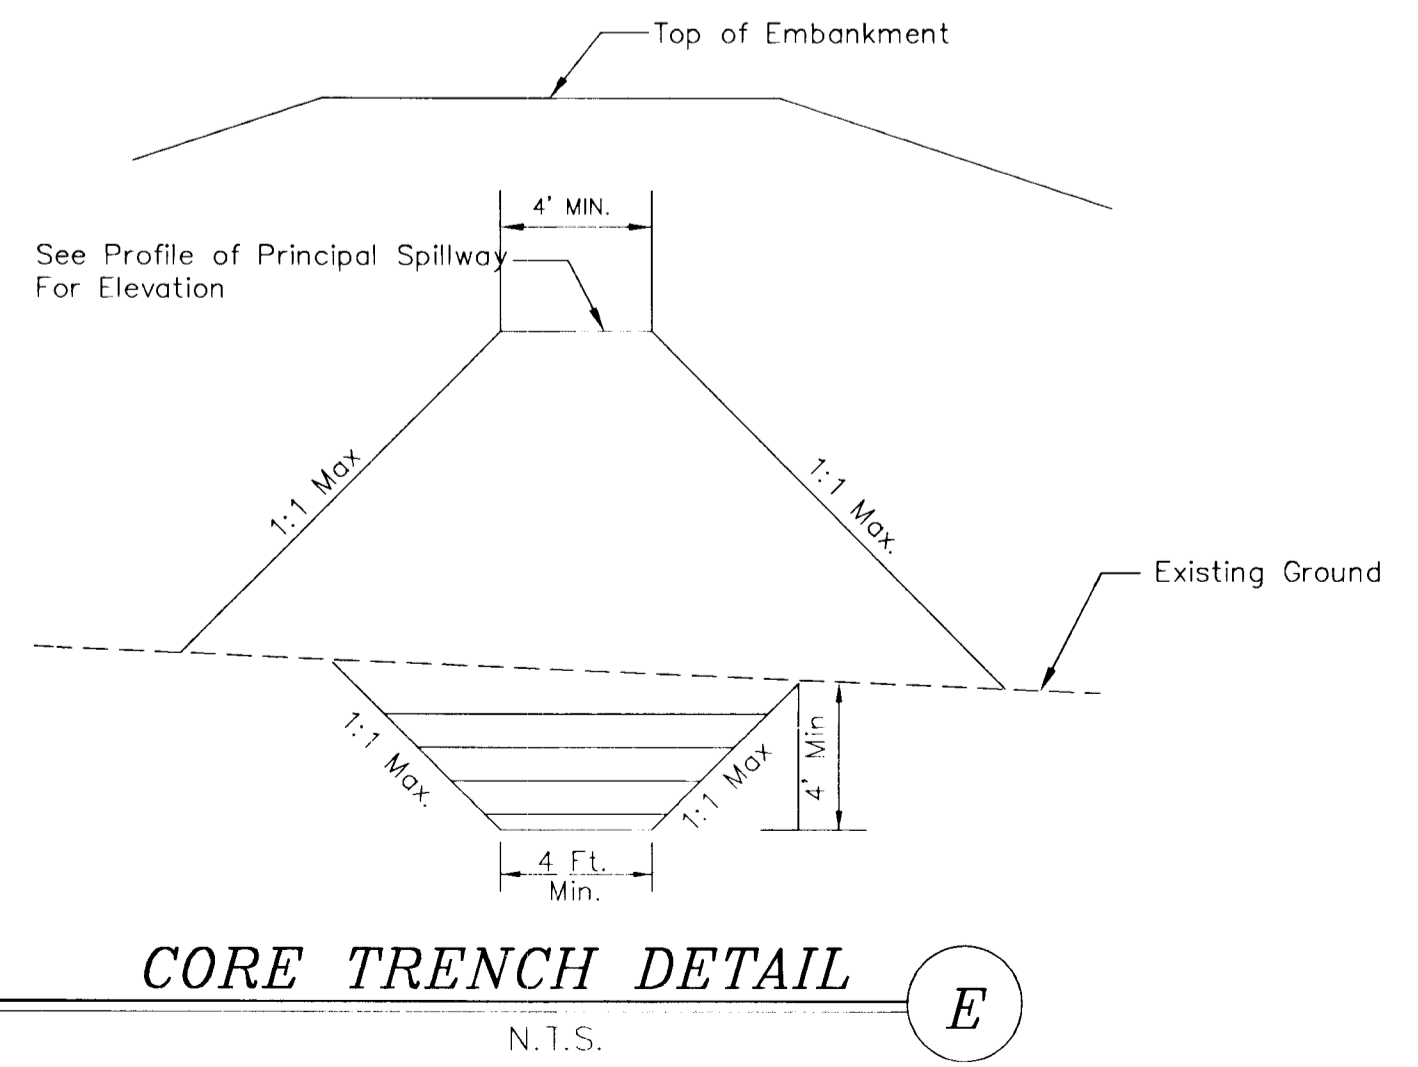 Top of Embankment
4' MIN.
See Profile of Principal Spillway
For Elevation
1:1 Max
1:1 Max.
Existing Ground
1:1 Max.
1:1 Max
4' Min
4 Ft.
Min.
CORE TRENCH DETAIL
E
N.T.S.